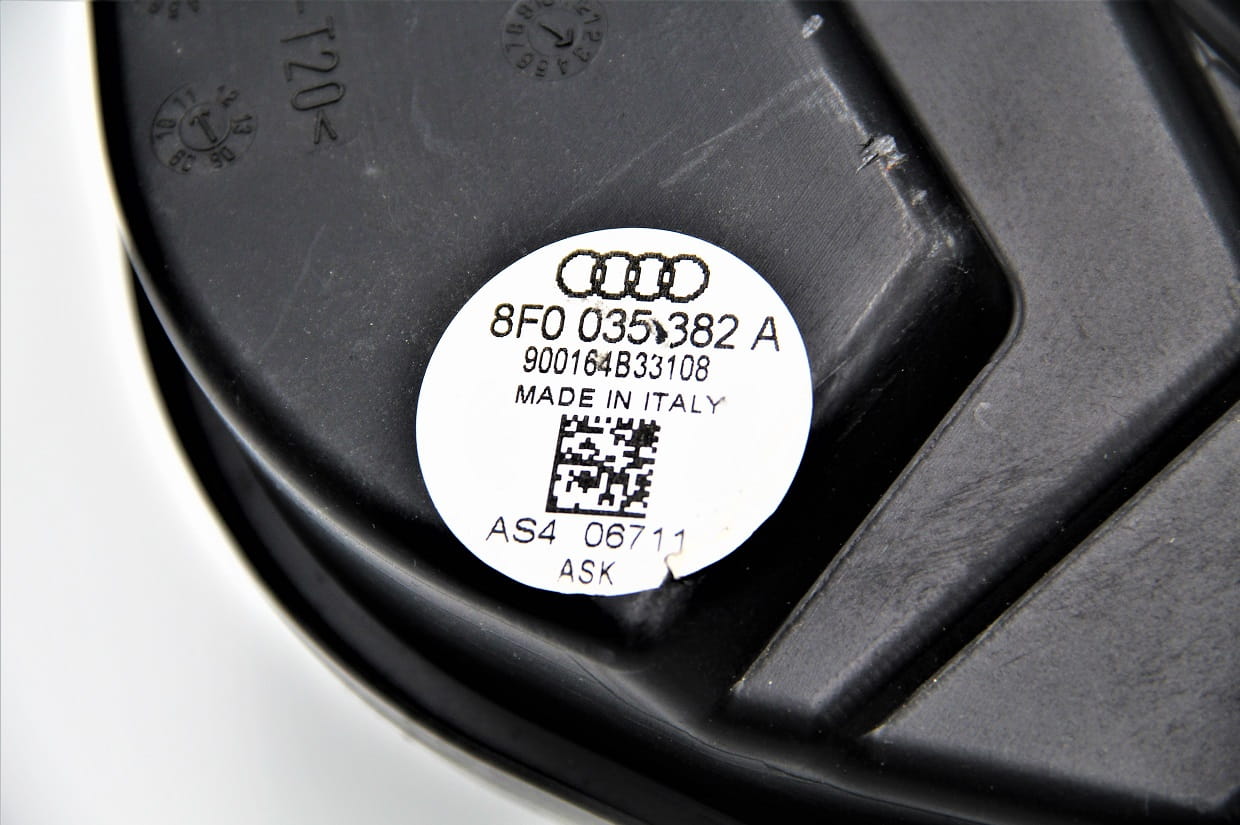 -T20<
8F0 035 382 A
900164B33108
MADE IN ITALY
AS4 06711
ASK